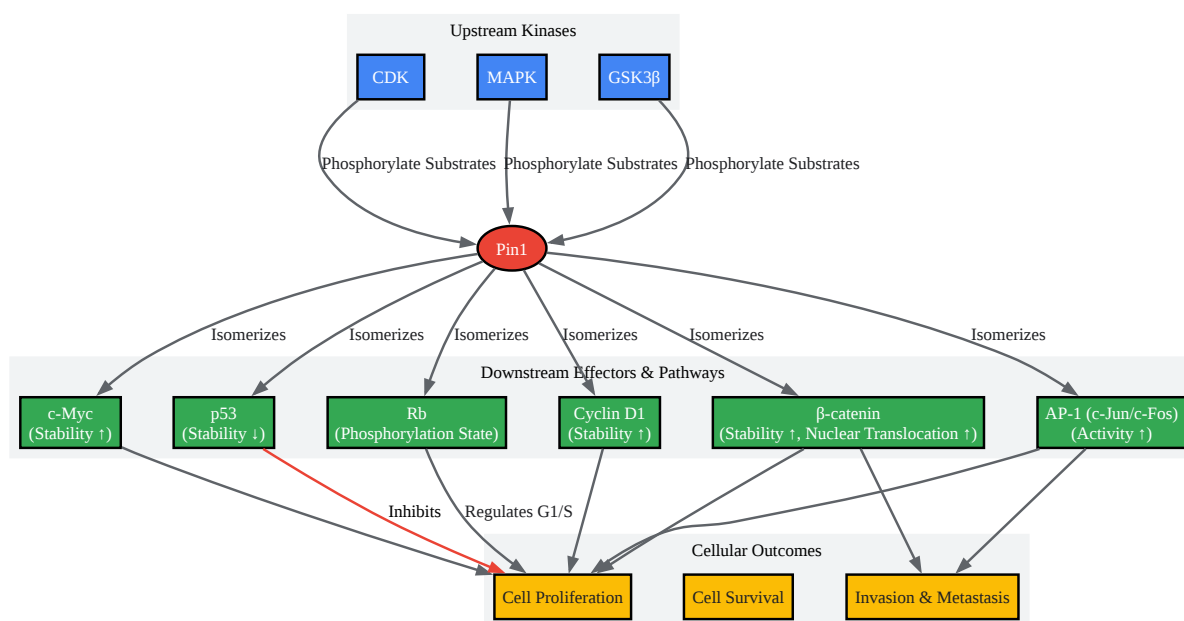 Upstream Kinases
CDK
MAPK
GSK3β
Phosphorylate Substrates
Phosphorylate Substrates
Phosphorylate Substrates
Pin1
Isomerizes
Isomerizes
Isomerizes
Isomerizes
Isomerizes
Isomerizes
Downstream Effectors & Pathways
c-Myc
(Stability ↑)
p53
(Stability ↓)
Rb
(Phosphorylation State)
Cyclin D1
(Stability ↑)
β-catenin
(Stability ↑, Nuclear Translocation ↑)
AP-1 (c-Jun/c-Fos)
(Activity ↑)
Inhibits
Regulates G1/S
Cellular Outcomes
Cell Proliferation
Cell Survival
Invasion & Metastasis